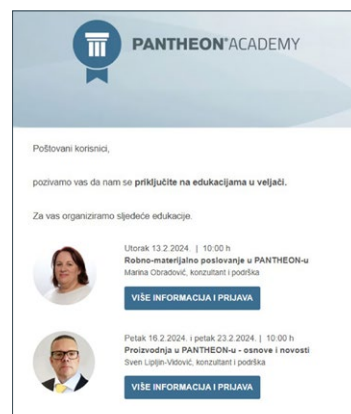 PANTHEON®ACADEMY
Poštovani korisnici,
pozivamo vas da nam se priključite na edukacijama u veljači.
Za vas organiziramo sljedeće edukacije.
Utorak 13.2.2024. | 10:00 h
Robno-materijalno poslovanje u PANTHEON-u
Marina Obradović, konzultant i podrška
VIŠE INFORMACIJA I PRIJAVA
Petak 16.2.2024. i petak 23.2.2024. | 10:00 h
Proizvodnja u PANTHEON-u - osnove i novosti
Sven Lipljin-Vidović, konzultant i podrška
VIŠE INFORMACIJA I PRIJAVA